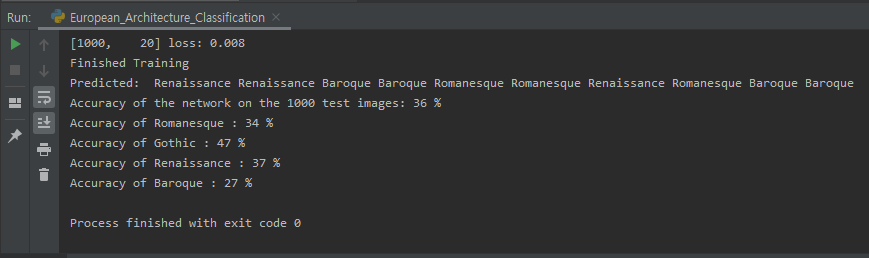 Run: European_Architecture_Classification
[1000, 20] loss: 0.008
Finished Training
Predicted: Renaissance Renaissance Baroque Baroque Romanesque Romanesque Renaissance Romanesque Baroque Baroque
Accuracy of the network on the 1000 test images: 36 %
Accuracy of Romanesque : 34 %
Accuracy of Gothic : 47 %
Accuracy of Renaissance : 37 %
Accuracy of Baroque : 27 %
Process finished with exit code 0